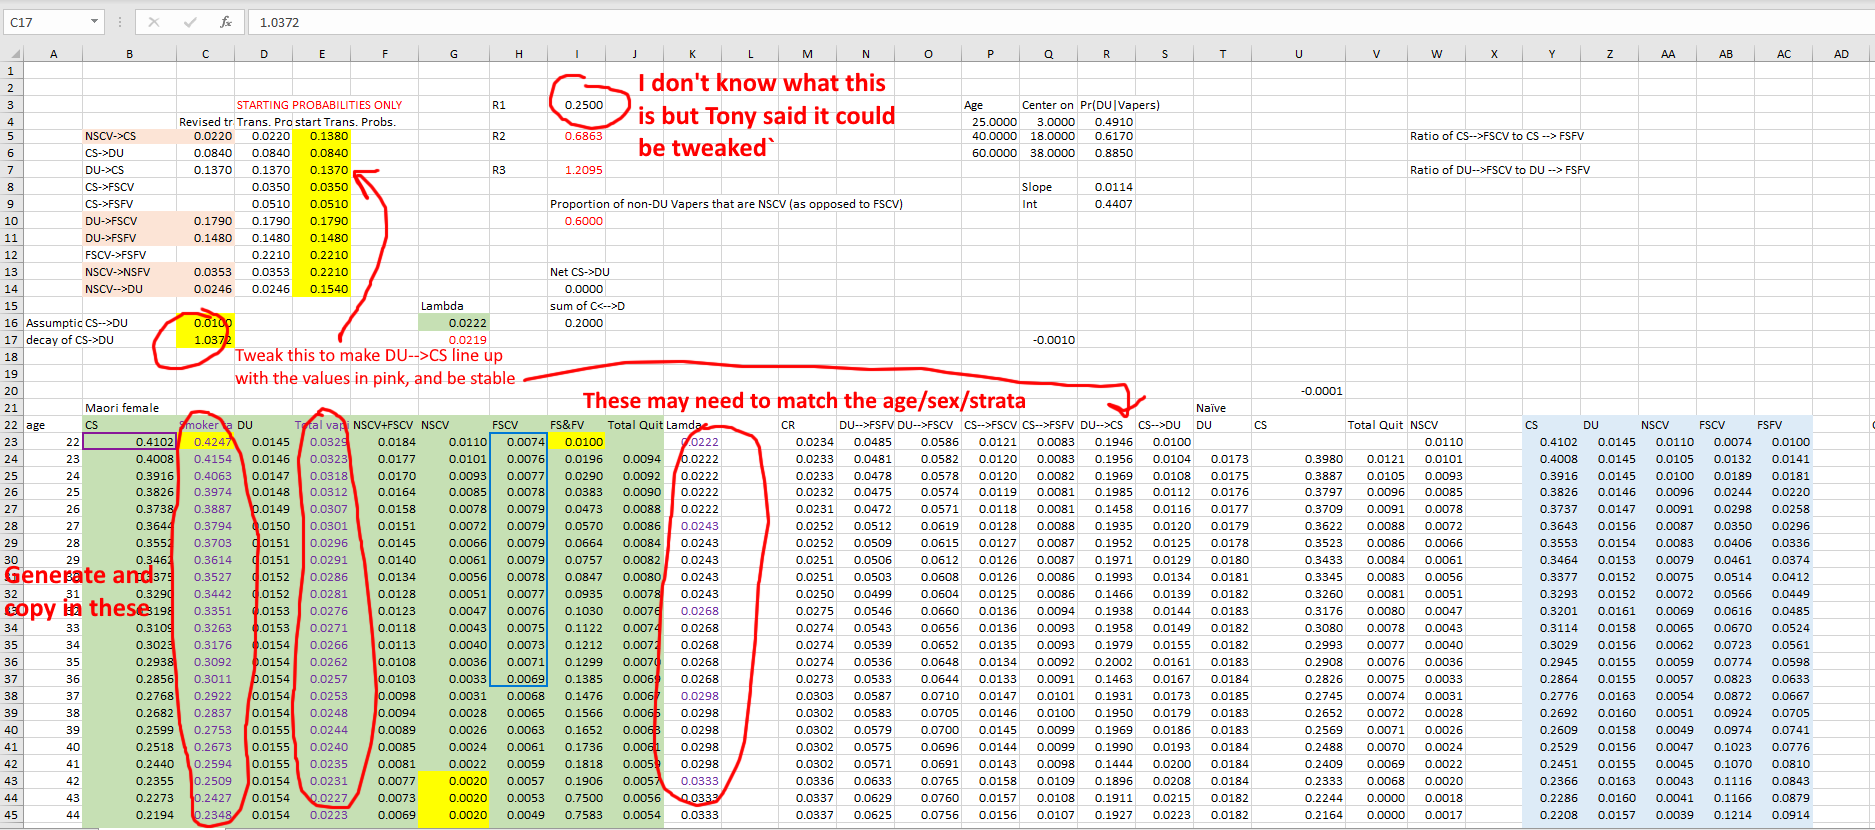 C17 1.0372
A B C D E F G H I J K L M N O P Q R S T U V W X Y Z AA AB AC AD
1
2
3 STARTING PROBABILITIES ONLY R1 0.2500 Age Center on Pr(DU|Vapers)
4 Revised tr Trans. Pro start Trans. Probs. 25.0000 3.0000 0.4910
5 NSCV->CS 0.0220 0.0220 0.1380 R2 0.6863 40.0000 18.0000 0.6170 Ratio of CS-->FSCV to CS --> FSFV
6 CS->DU 0.0840 0.0840 0.0840 60.0000 38.0000 0.8850
7 DU->CS 0.1370 0.1370 0.1370 R3 1.2095 Ratio of DU-->FSCV to DU --> FSFV
8 CS->FSCV 0.0350 0.0350 Slope 0.0114
9 CS->FSFV 0.0510 0.0510 Proportion of non-DU Vapers that are NSCV (as opposed to FSCV) Int 0.4407
10 DU->FSCV 0.1790 0.1790 0.1790 0.6000
11 DU->FSFV 0.1480 0.1480 0.1480
12 FSCV->FSFV 0.2210 0.2210
13 NSCV->NSFV 0.0353 0.0353 0.2210 Net CS->DU
14 NSCV-->DU 0.0246 0.0246 0.1540 0.0000
15 Lambda sum of C<-->D
16 Assumptic CS-->DU 0.0100 0.0222 0.2000
17 decay of CS->DU 1.0372 0.0219 -0.0010
18
19
20 -0.0001
21 Maori female Naïve
I don't know what this
is but Tony said it could
be tweaked`
Tweak this to make DU-->CS line up
with the values in pink, and be stable
These may need to match the age/sex/strata
Generate and
copy in these
22 age CS Smoker ra DU Total vapi NSCV+FSCV NSCV FSCV FS&FV Total Quit Lamda CR DU-->FSFV DU-->FSCV CS-->FSCV CS-->FSFV DU-->CS CS-->DU DU CS Total Quit NSCV CS DU NSCV FSCV FSFV
23 22 0.4102 0.4247 0.0145 0.0329 0.0184 0.0110 0.0074 0.0100 0.0222 0.0234 0.0485 0.0586 0.0121 0.0083 0.1946 0.0100 0.0110 0.4102 0.0145 0.0110 0.0074 0.0100
24 23 0.4008 0.4154 0.0146 0.0323 0.0177 0.0101 0.0076 0.0196 0.0094 0.0222 0.0233 0.0481 0.0582 0.0120 0.0083 0.1956 0.0104 0.0173 0.3980 0.0121 0.0101 0.4008 0.0145 0.0105 0.0132 0.0141
25 24 0.3916 0.4063 0.0147 0.0318 0.0170 0.0093 0.0077 0.0290 0.0092 0.0222 0.0233 0.0478 0.0578 0.0120 0.0082 0.1969 0.0108 0.0175 0.3887 0.0105 0.0093 0.3916 0.0145 0.0100 0.0189 0.0181
26 25 0.3826 0.3974 0.0148 0.0312 0.0164 0.0085 0.0078 0.0383 0.0090 0.0222 0.0232 0.0475 0.0574 0.0119 0.0081 0.1985 0.0112 0.0176 0.3797 0.0096 0.0085 0.3826 0.0146 0.0096 0.0244 0.0220
27 26 0.3738 0.3887 0.0149 0.0307 0.0158 0.0078 0.0079 0.0473 0.0088 0.0222 0.0231 0.0472 0.0571 0.0118 0.0081 0.1458 0.0116 0.0177 0.3709 0.0091 0.0078 0.3737 0.0147 0.0091 0.0298 0.0258
28 27 0.3644 0.3794 0.0150 0.0301 0.0151 0.0072 0.0079 0.0570 0.0086 0.0243 0.0252 0.0512 0.0619 0.0128 0.0088 0.1935 0.0120 0.0179 0.3622 0.0088 0.0072 0.3643 0.0156 0.0087 0.0350 0.0296
29 28 0.3552 0.3703 0.0151 0.0296 0.0145 0.0066 0.0079 0.0664 0.0084 0.0243 0.0252 0.0509 0.0615 0.0127 0.0087 0.1952 0.0125 0.0178 0.3523 0.0086 0.0066 0.3553 0.0154 0.0083 0.0406 0.0336
30 29 0.3462 0.3614 0.0151 0.0291 0.0140 0.0061 0.0079 0.0757 0.0082 0.0243 0.0251 0.0506 0.0612 0.0126 0.0087 0.1971 0.0129 0.0180 0.3433 0.0084 0.0061 0.3464 0.0153 0.0079 0.0461 0.0374
0.3375 0.3527 0.0152 0.0286 0.0134 0.0056 0.0078 0.0847 0.0080 0.0243 0.0251 0.0503 0.0608 0.0126 0.0086 0.1993 0.0134 0.0181 0.3345 0.0083 0.0056 0.3377 0.0152 0.0075 0.0514 0.0412
32 31 0.3290 0.3442 0.0152 0.0281 0.0128 0.0051 0.0077 0.0935 0.0078 0.0243 0.0250 0.0499 0.0604 0.0125 0.0086 0.1466 0.0139 0.0182 0.3260 0.0081 0.0051 0.3293 0.0152 0.0072 0.0566 0.0449
0.3198 0.3351 0.0153 0.0276 0.0123 0.0047 0.0076 0.1030 0.0076 0.0268 0.0275 0.0546 0.0660 0.0136 0.0094 0.1938 0.0144 0.0183 0.3176 0.0080 0.0047 0.3201 0.0161 0.0069 0.0616 0.0485
34 33 0.3109 0.3263 0.0153 0.0271 0.0118 0.0043 0.0075 0.1122 0.0074 0.0268 0.0274 0.0543 0.0656 0.0136 0.0093 0.1958 0.0149 0.0182 0.3080 0.0078 0.0043 0.3114 0.0158 0.0065 0.0670 0.0524
35 34 0.3023 0.3176 0.0154 0.0266 0.0113 0.0040 0.0073 0.1212 0.0072 0.0268 0.0274 0.0539 0.0652 0.0135 0.0093 0.1979 0.0155 0.0182 0.2993 0.0077 0.0040 0.3029 0.0156 0.0062 0.0723 0.0561
36 35 0.2938 0.3092 0.0154 0.0262 0.0108 0.0036 0.0071 0.1299 0.0070 0.0268 0.0274 0.0536 0.0648 0.0134 0.0092 0.2002 0.0161 0.0183 0.2908 0.0076 0.0036 0.2945 0.0155 0.0059 0.0774 0.0598
37 36 0.2856 0.3011 0.0154 0.0257 0.0103 0.0033 0.0069 0.1385 0.0069 0.0268 0.0273 0.0533 0.0644 0.0133 0.0091 0.1463 0.0167 0.0184 0.2826 0.0075 0.0033 0.2864 0.0155 0.0057 0.0823 0.0633
38 37 0.2768 0.2922 0.0154 0.0253 0.0098 0.0031 0.0068 0.1476 0.0067 0.0298 0.0303 0.0587 0.0710 0.0147 0.0101 0.1931 0.0173 0.0185 0.2745 0.0074 0.0031 0.2776 0.0163 0.0054 0.0872 0.0667
39 38 0.2682 0.2837 0.0154 0.0248 0.0094 0.0028 0.0065 0.1566 0.0065 0.0298 0.0302 0.0583 0.0705 0.0146 0.0100 0.1950 0.0179 0.0183 0.2652 0.0072 0.0028 0.2692 0.0160 0.0051 0.0924 0.0705
40 39 0.2599 0.2753 0.0155 0.0244 0.0089 0.0026 0.0063 0.1652 0.0063 0.0298 0.0302 0.0579 0.0700 0.0145 0.0099 0.1969 0.0186 0.0183 0.2569 0.0071 0.0026 0.2609 0.0158 0.0049 0.0974 0.0741
41 40 0.2518 0.2673 0.0155 0.0240 0.0085 0.0024 0.0061 0.1736 0.0061 0.0298 0.0302 0.0575 0.0696 0.0144 0.0099 0.1990 0.0193 0.0184 0.2488 0.0070 0.0024 0.2529 0.0156 0.0047 0.1023 0.0776
42 41 0.2440 0.2594 0.0155 0.0235 0.0081 0.0022 0.0059 0.1818 0.0059 0.0298 0.0302 0.0571 0.0691 0.0143 0.0098 0.1444 0.0200 0.0184 0.2409 0.0069 0.0022 0.2451 0.0155 0.0045 0.1070 0.0810
43 42 0.2355 0.2509 0.0154 0.0231 0.0077 0.0020 0.0057 0.1906 0.0057 0.0333 0.0336 0.0633 0.0765 0.0158 0.0109 0.1896 0.0208 0.0184 0.2333 0.0068 0.0020 0.2366 0.0163 0.0043 0.1116 0.0843
44 43 0.2273 0.2427 0.0154 0.0227 0.0073 0.0020 0.0053 0.7500 0.0056 0.0333 0.0337 0.0629 0.0760 0.0157 0.0108 0.1911 0.0215 0.0182 0.2244 0.0000 0.0018 0.2286 0.0160 0.0041 0.1166 0.0879
45 44 0.2194 0.2348 0.0154 0.0223 0.0069 0.0020 0.0049 0.7583 0.0054 0.0333 0.0337 0.0625 0.0756 0.0156 0.0107 0.1927 0.0223 0.0182 0.2164 0.0000 0.0017 0.2208 0.0157 0.0039 0.1214 0.0914